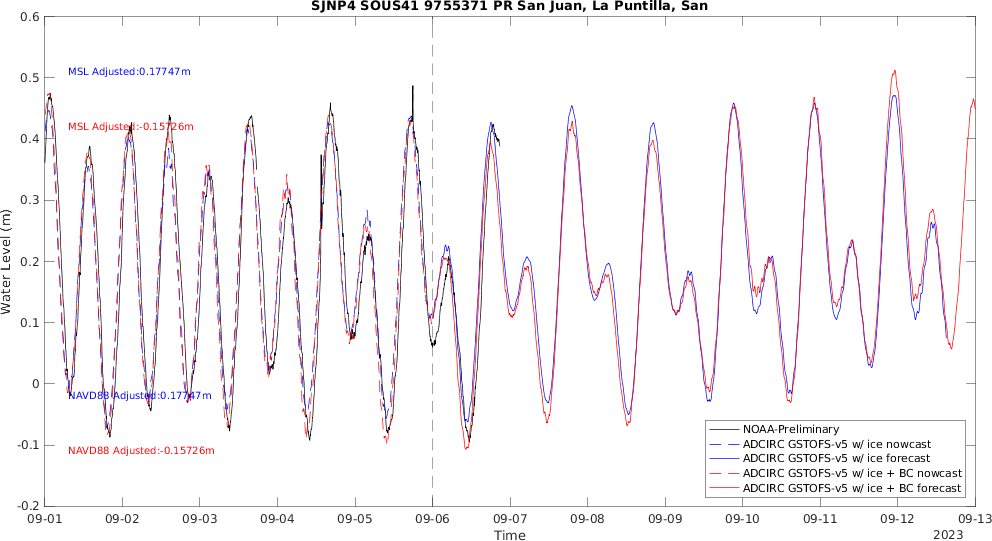 SJNP4 SOUS41 9755371 PR San Juan, La Puntilla, San
0.6
0.5
0.4
0.3
0.2
0.1
0
-0.1
-0.2
Water Level (m)
MSL Adjusted:0.17747m
MSL Adjusted:-0.15726m
NAVD88 Adjusted:0.17747m
NAVD88 Adjusted:-0.15726m
NOAA-Preliminary
ADCIRC GSTOFS-v5 w/ ice nowcast
ADCIRC GSTOFS-v5 w/ ice forecast
ADCIRC GSTOFS-v5 w/ ice + BC nowcast
ADCIRC GSTOFS-v5 w/ ice + BC forecast
09-01 09-02 09-03 09-04 09-05 09-06 09-07 09-08 09-09 09-10 09-11 09-12 09-13
Time
2023